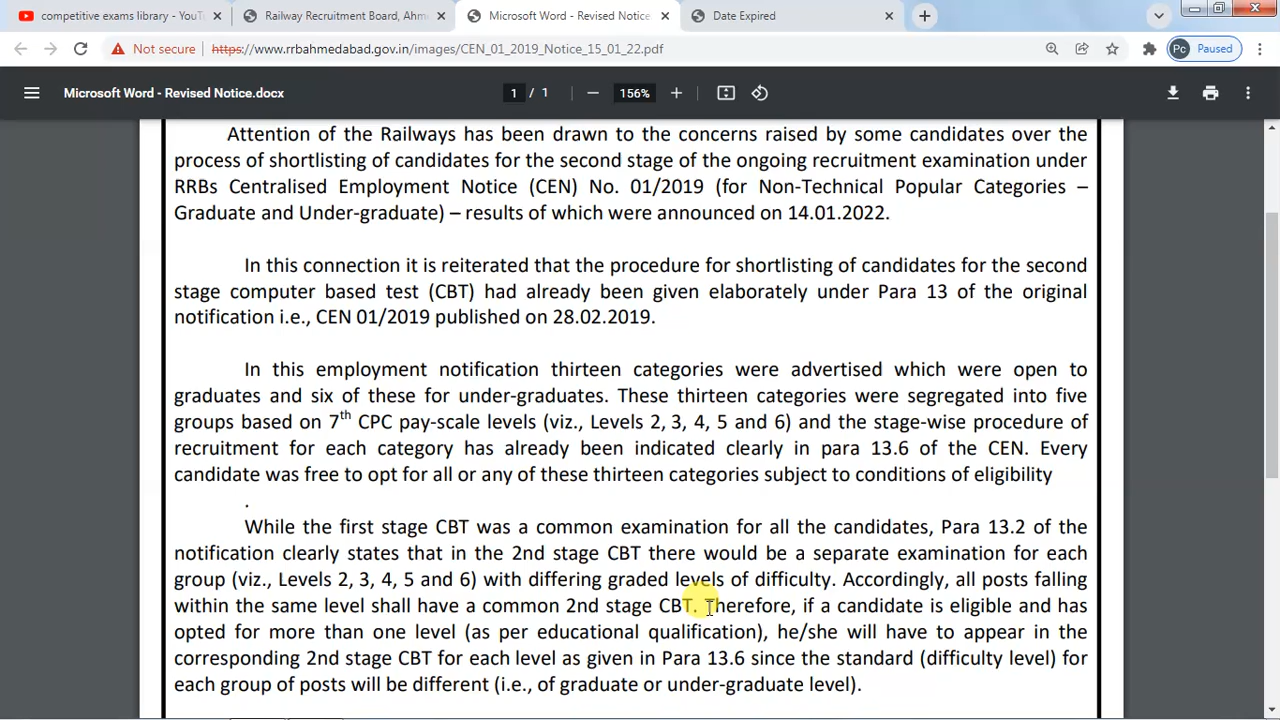 competitive exams library - YouT
Railway Recruitment Board, Ahm
Microsoft Word - Revised Notice
Date Expired
Not secure
https://www.rrbahmedabad.gov.in/images/CEN_01_2019_Notice_15_01_22.pdf
Pc Paused
Microsoft Word - Revised Notice.docx
1 / 1
156%
Attention of the Railways has been drawn to the concerns raised by some candidates over the
process of shortlisting of candidates for the second stage of the ongoing recruitment examination under
RRBs Centralised Employment Notice (CEN) No. 01/2019 (for Non-Technical Popular Categories –
Graduate and Under-graduate) – results of which were announced on 14.01.2022.
In this connection it is reiterated that the procedure for shortlisting of candidates for the second
stage computer based test (CBT) had already been given elaborately under Para 13 of the original
notification i.e., CEN 01/2019 published on 28.02.2019.
In this employment notification thirteen categories were advertised which were open to
graduates and six of these for under-graduates. These thirteen categories were segregated into five
groups based on 7th CPC pay-scale levels (viz., Levels 2, 3, 4, 5 and 6) and the stage-wise procedure of
recruitment for each category has already been indicated clearly in para 13.6 of the CEN. Every
candidate was free to opt for all or any of these thirteen categories subject to conditions of eligibility
.
While the first stage CBT was a common examination for all the candidates, Para 13.2 of the
notification clearly states that in the 2nd stage CBT there would be a separate examination for each
group (viz., Levels 2, 3, 4, 5 and 6) with differing graded levels of difficulty. Accordingly, all posts falling
within the same level shall have a common 2nd stage CBT. Therefore, if a candidate is eligible and has
opted for more than one level (as per educational qualification), he/she will have to appear in the
corresponding 2nd stage CBT for each level as given in Para 13.6 since the standard (difficulty level) for
each group of posts will be different (i.e., of graduate or under-graduate level).